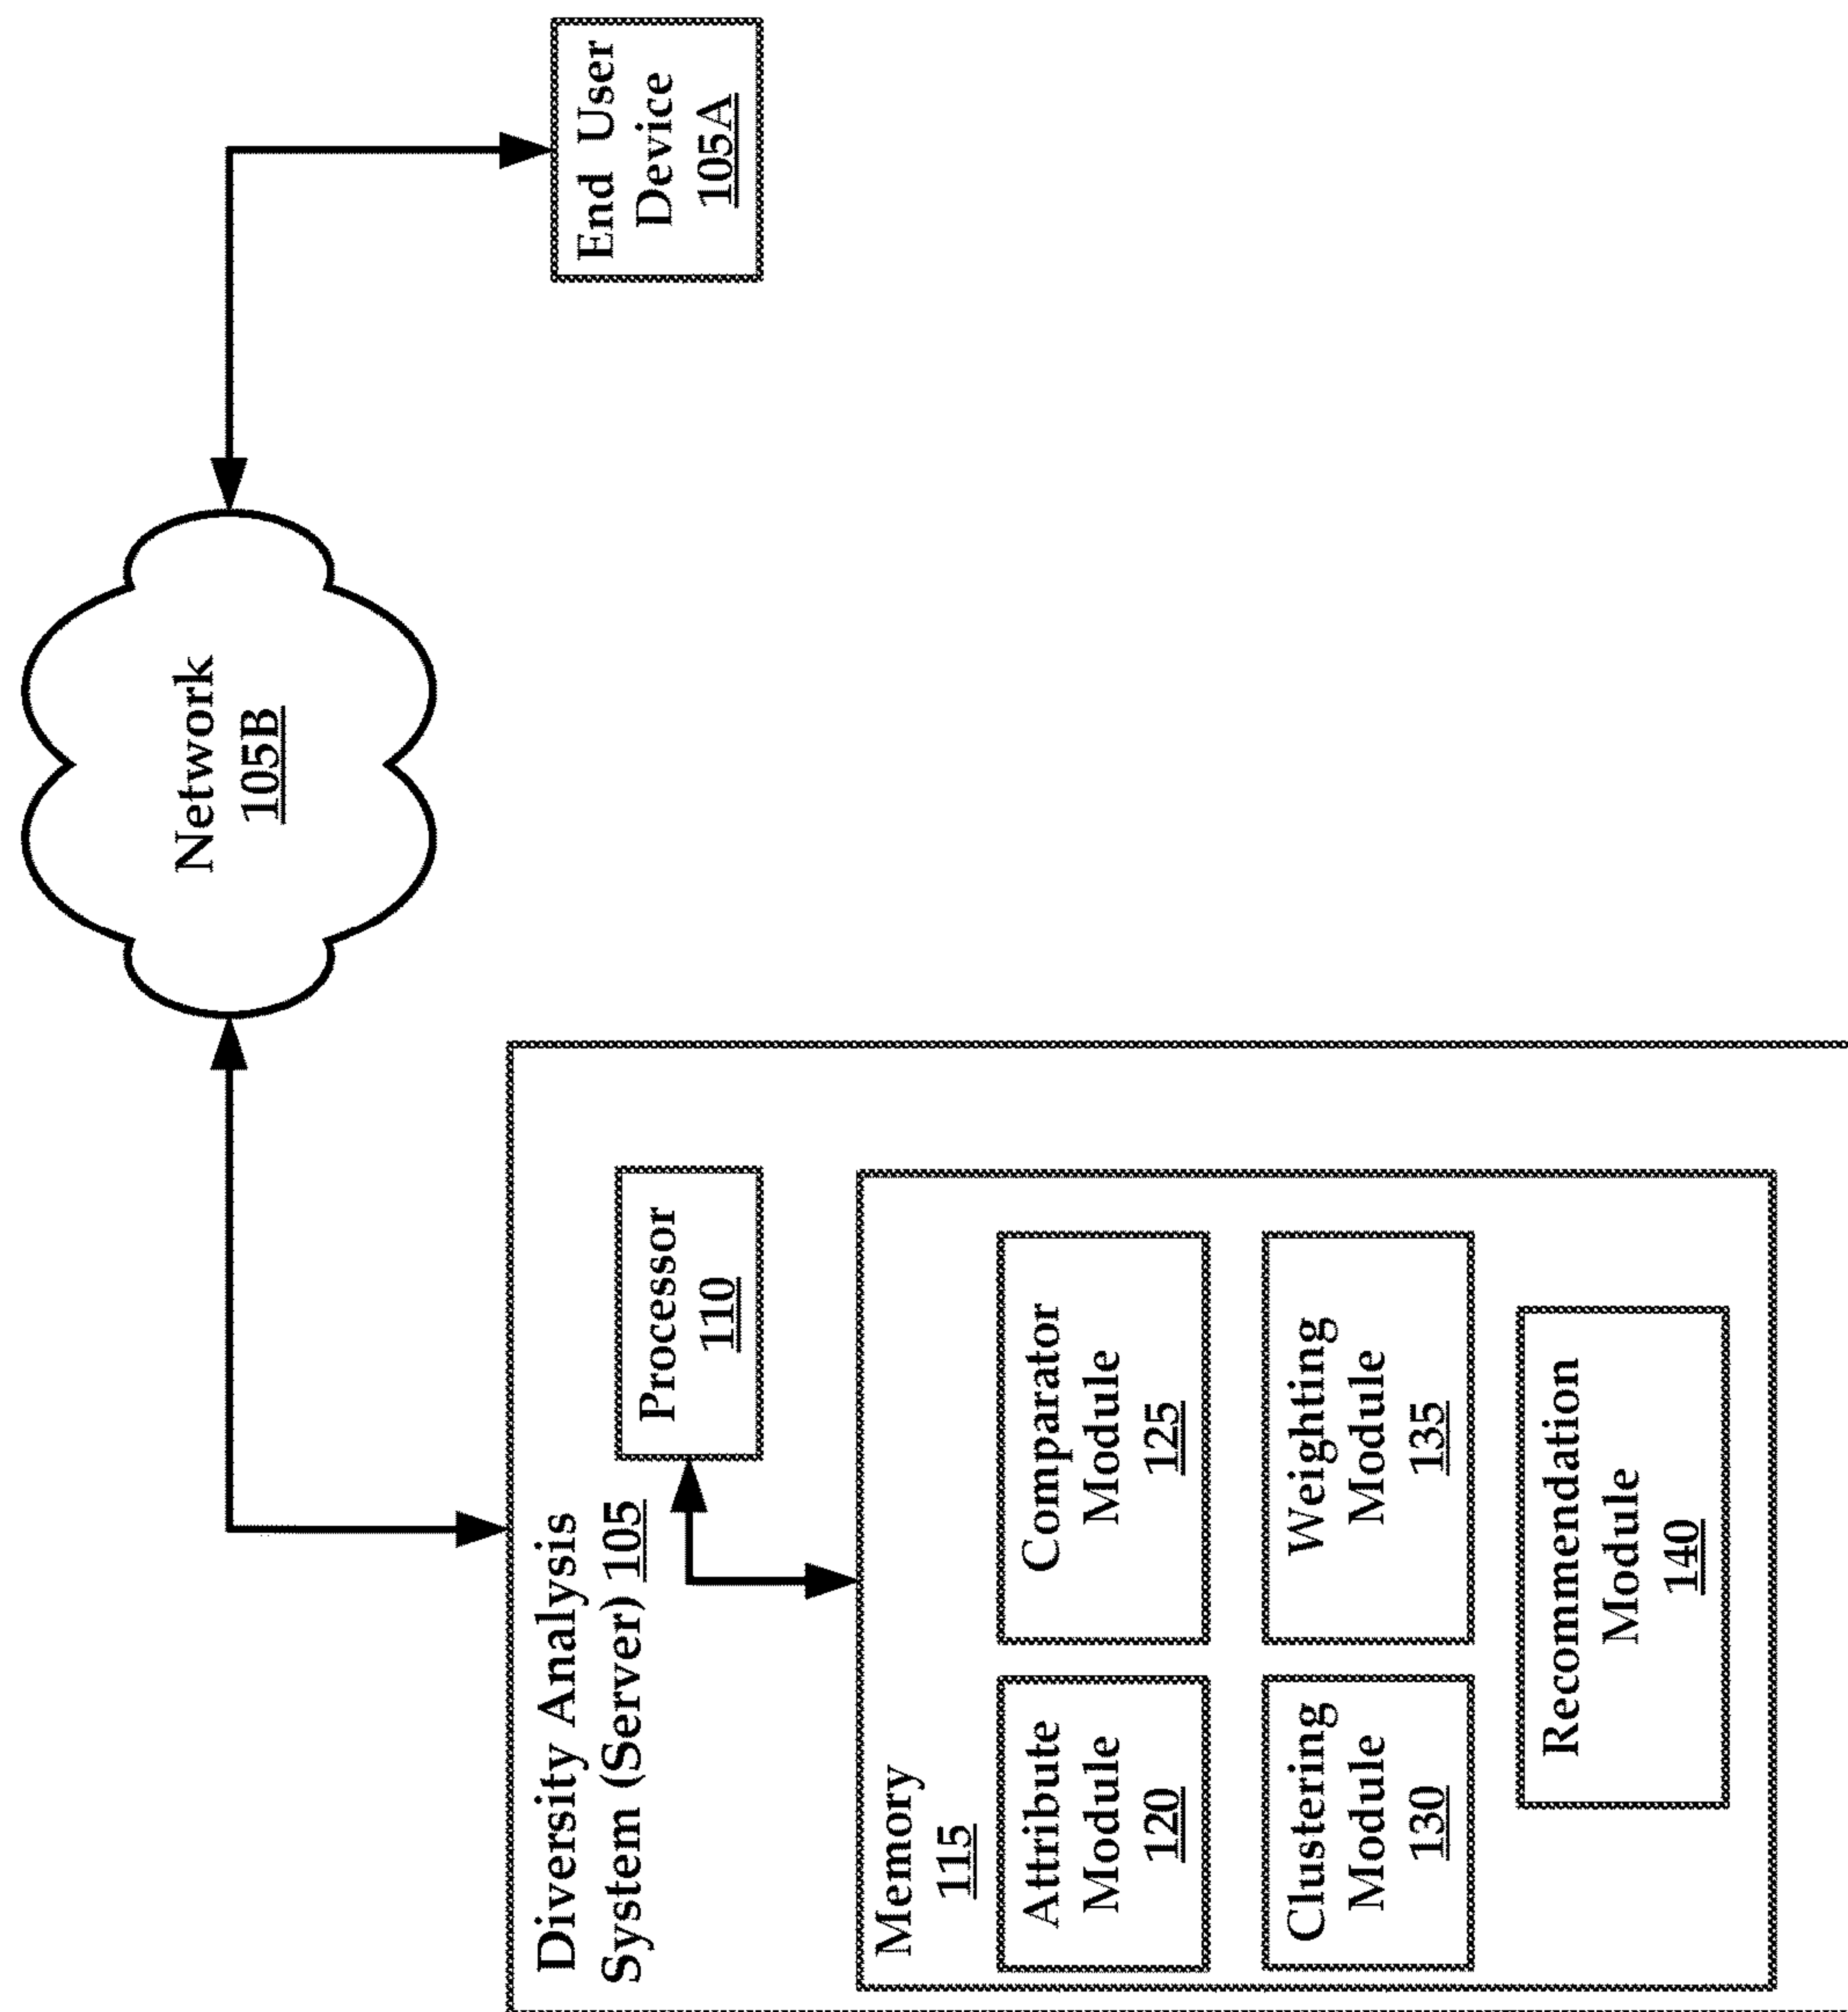 Network
105B
End User
Device
105A
Diversity Analysis
System (Server) 105
Processor
110
Memory
115
Attribute
Module
120
Comparator
Module
125
Clustering
Module
130
Weighting
Module
135
Recommendation
Module
140